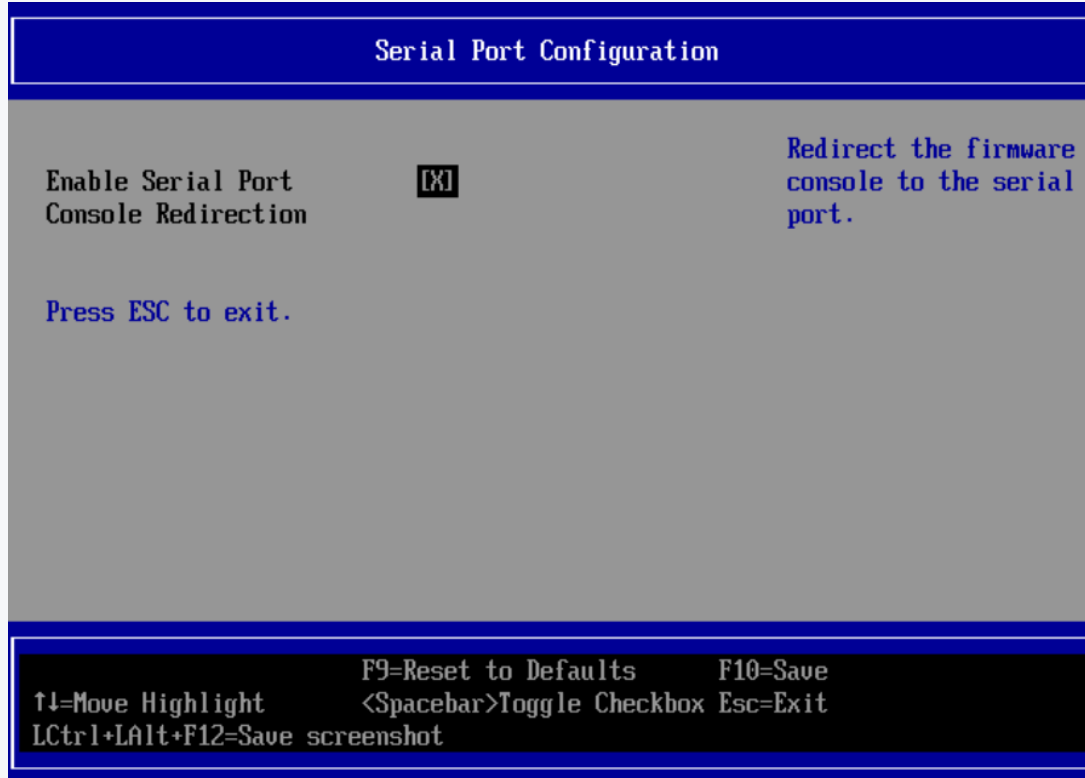 Serial Port Configuration
Redirect the firmware
Enable Serial Port [X] console to the serial
Console Redirection port.
Press ESC to exit.
F9=Reset to Defaults F10=Save
↑↓=Move Highlight <Spacebar>Toggle Checkbox Esc=Exit
LCtrl+LAlt+F12=Save screenshot